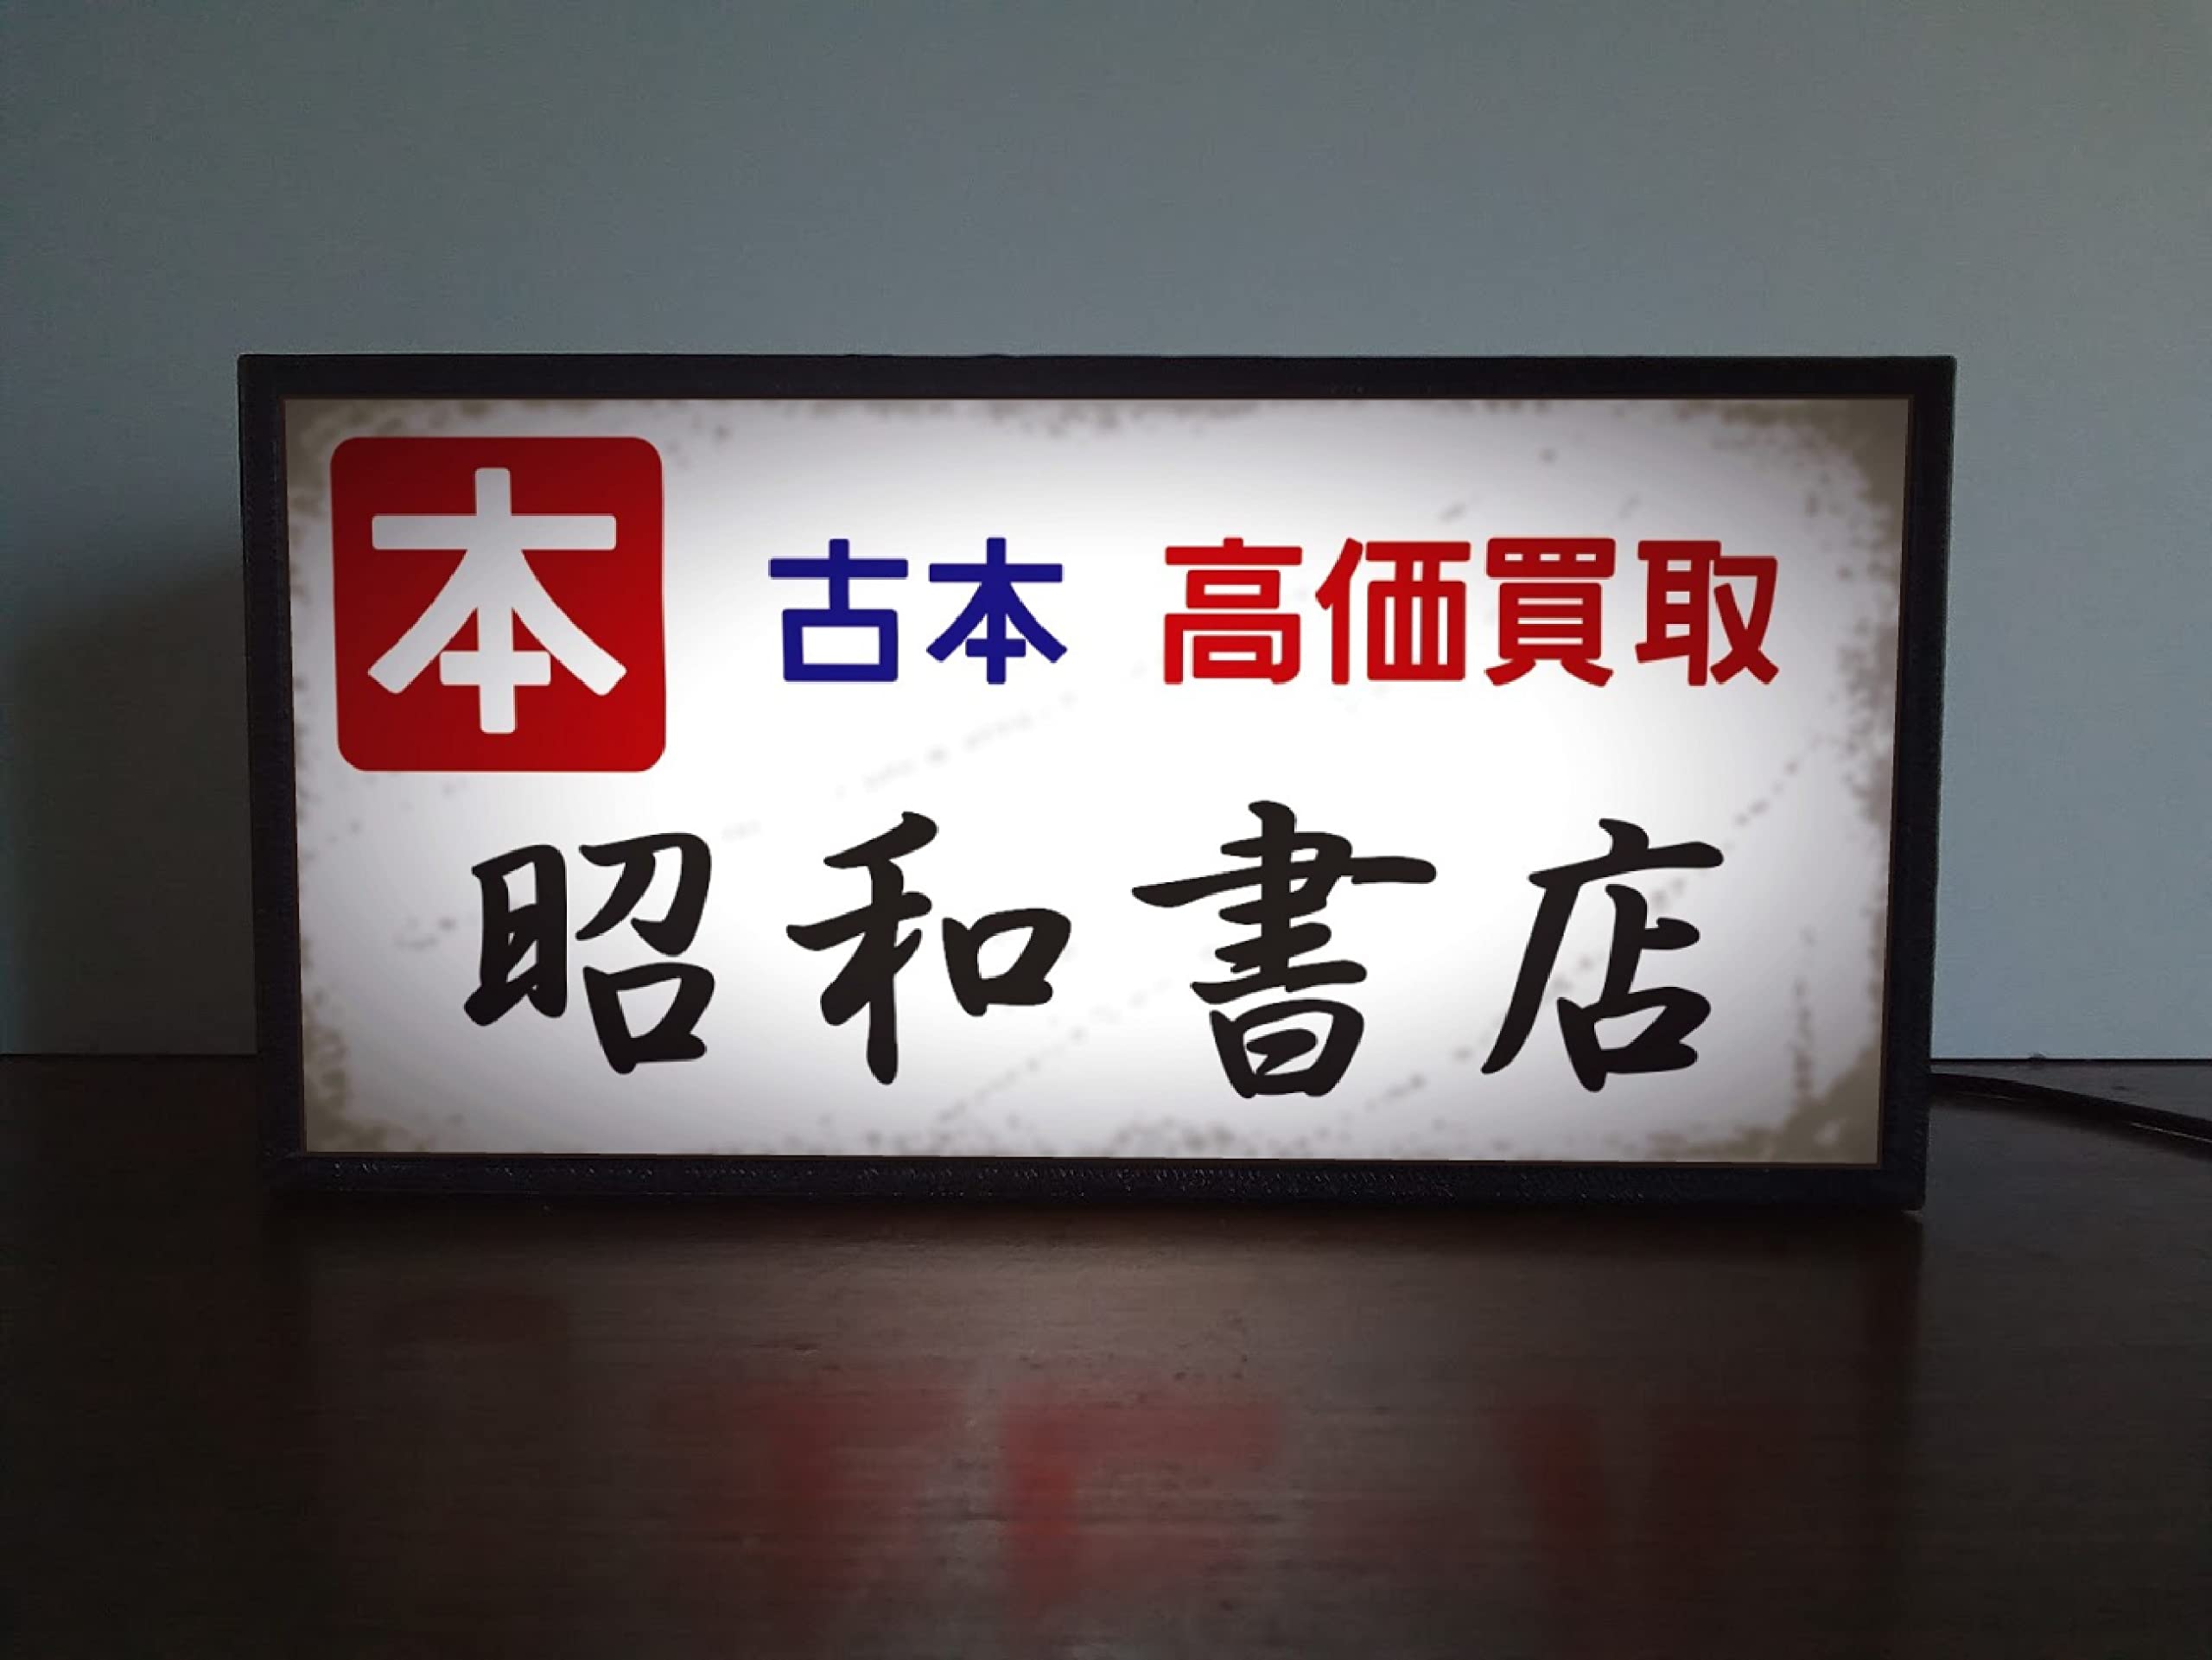 本
古本 高価買取
昭和書店